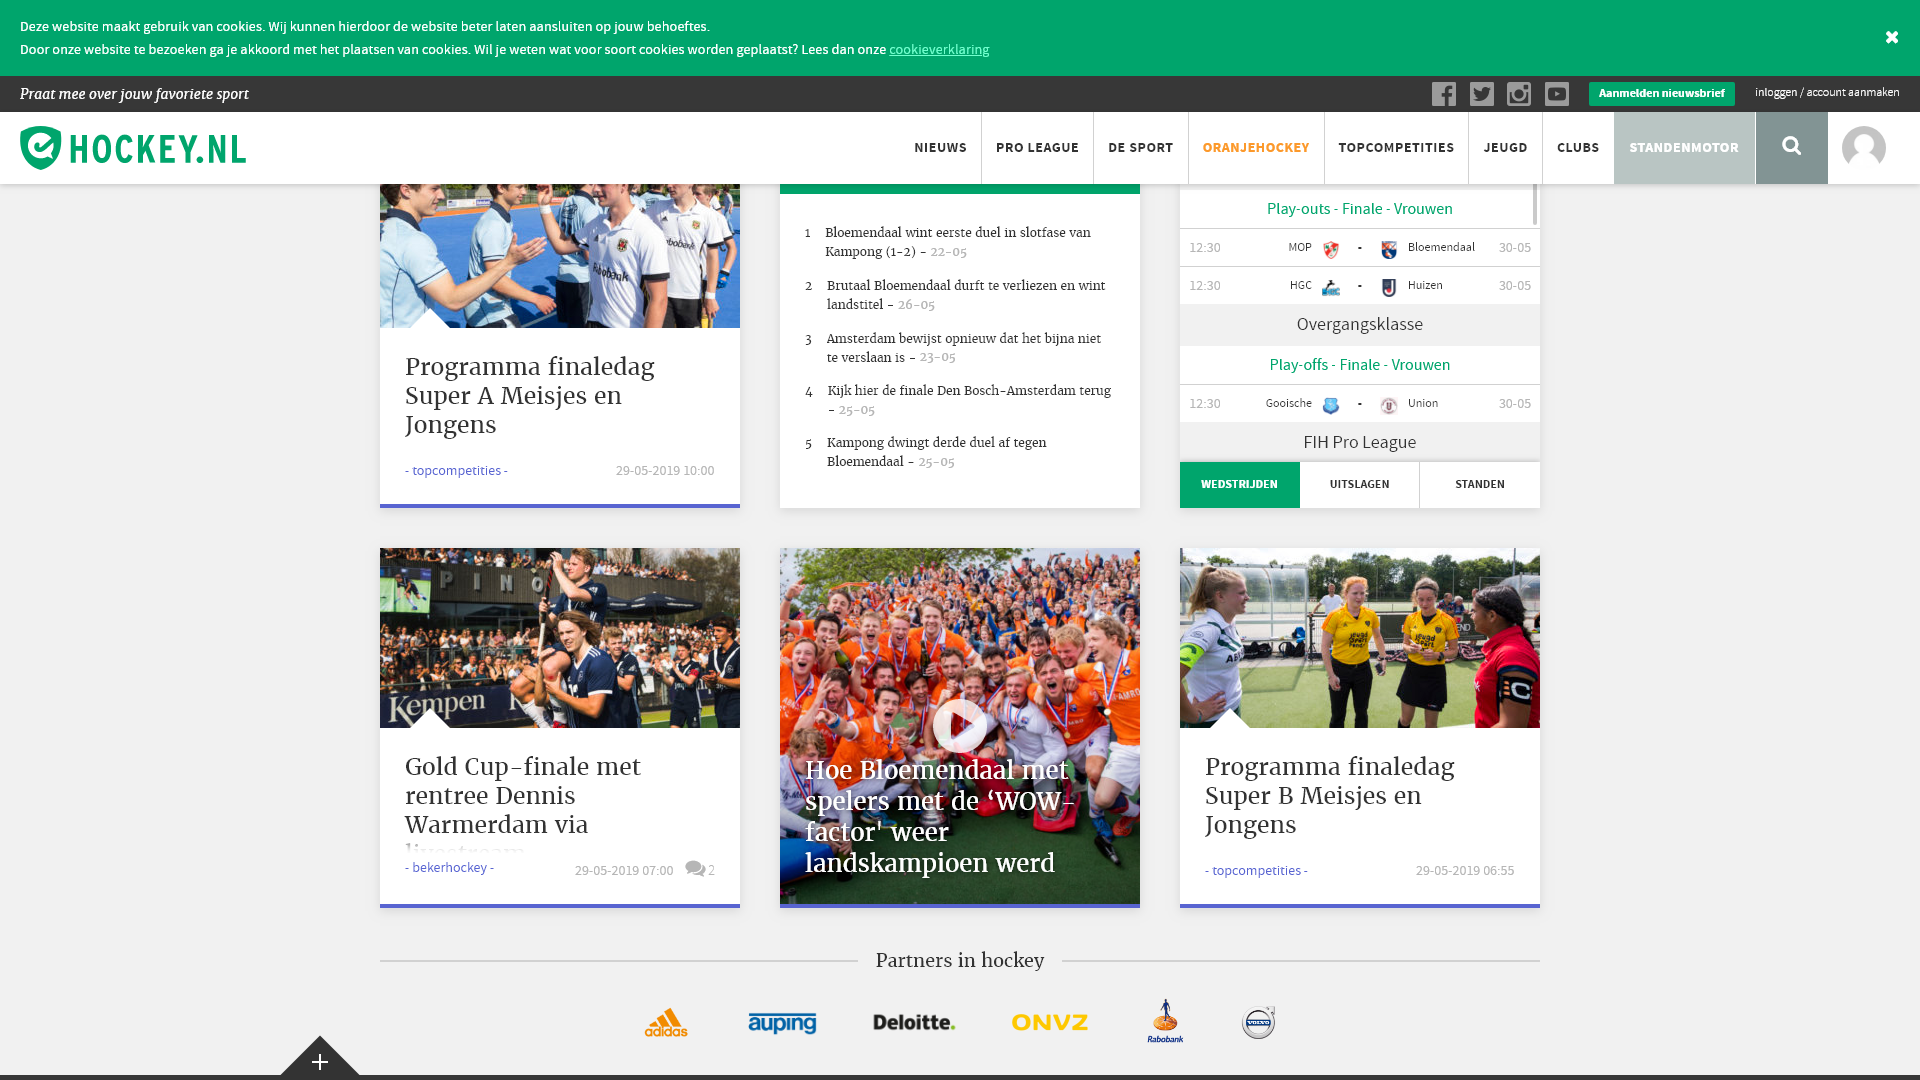 Deze website maakt gebruik van cookies. Wij kunnen hierdoor de website beter laten aansluiten op jouw behoeftes.
Door onze website te bezoeken ga je akkoord met het plaatsen van cookies. Wil je weten wat voor soort cookies worden geplaatst? Lees dan onze cookieverklaring
Praat mee over jouw favoriete sport
Aanmelden nieuwsbrief
inloggen / account aanmaken
HOCKEY.NL
NIEUWS
PRO LEAGUE
DE SPORT
ORANJEHOCKEY
TOPCOMPETITIES
JEUGD
CLUBS
STANDENMOTOR
Rabobank
Programma finaledag
Super A Meisjes en
Jongens
- topcompetities -
29-05-2019 10:00
1 Bloemendaal wint eerste duel in slotfase van
Kampong (1-2) - 22-05
2 Brutaal Bloemendaal durft te verliezen en wint
landstitel - 26-05
3 Amsterdam bewijst opnieuw dat het bijna niet
te verslaan is - 23-05
4 Kijk hier de finale Den Bosch-Amsterdam terug
- 25-05
5 Kampong dwingt derde duel af tegen
Bloemendaal - 25-05
Play-outs - Finale - Vrouwen
12:30 MOP - Bloemendaal 30-05
12:30 HGC - Huizen 30-05
Overgangsklasse
Play-offs - Finale - Vrouwen
12:30 Gooische - Union 30-05
FIH Pro League
WEDSTRIJDEN
UITSLAGEN
STANDEN
PINO
Kempen
Gold Cup-finale met
rentree Dennis
Warmerdam via
livestream
- bekerhockey -
29-05-2019 07:00
2
Hoe Bloemendaal met
spelers met de ‘WOW-
factor' weer
landskampioen werd
C
Programma finaledag
Super B Meisjes en
Jongens
- topcompetities -
29-05-2019 06:55
Partners in hockey
adidas
auping
Deloitte.
ONVZ
Rabobank
VOLVO
+